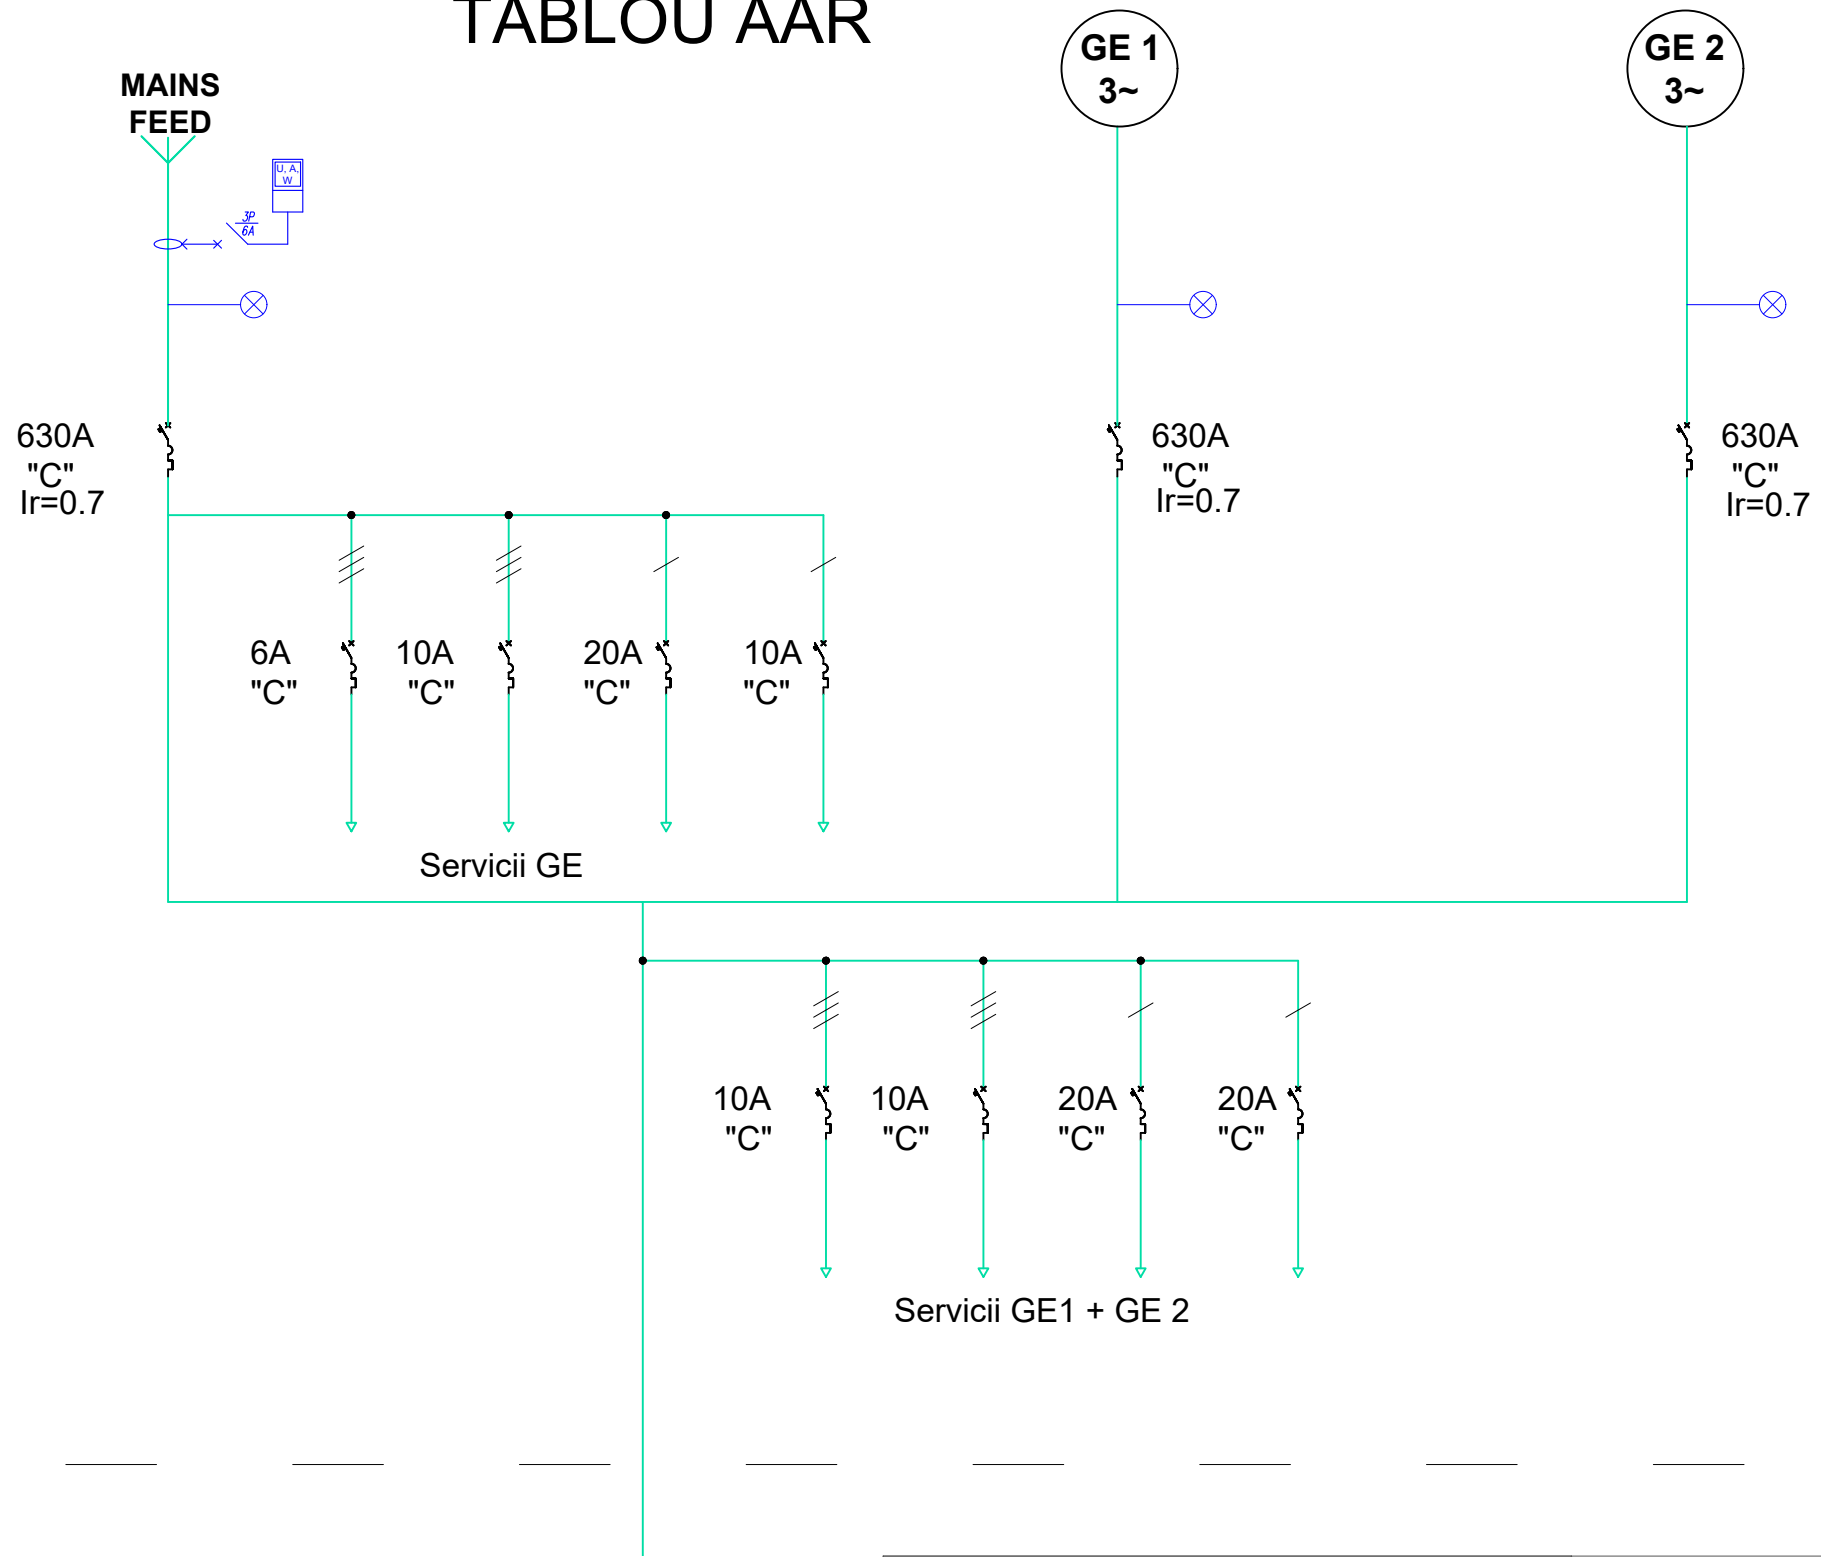 TABLOU AAR
GE 1
3~
GE 2
3~
MAINS
FEED
U, A,
W
3P
6A
630A
"C"
Ir=0.7
630A
"C"
Ir=0.7
630A
"C"
Ir=0.7
6A
"C"
10A
"C"
20A
"C"
10A
"C"
Servicii GE
10A
"C"
10A
"C"
20A
"C"
20A
"C"
Servicii GE1 + GE 2